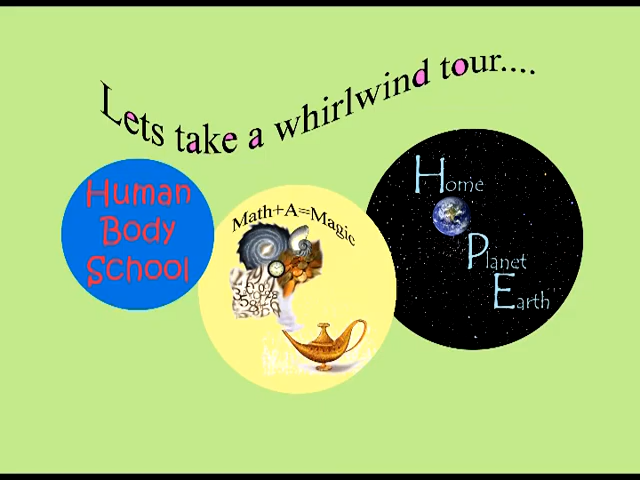 Lets take a whirlwind tour....
Human
Body
School
Math+A=Magic
Home
Planet
Earth